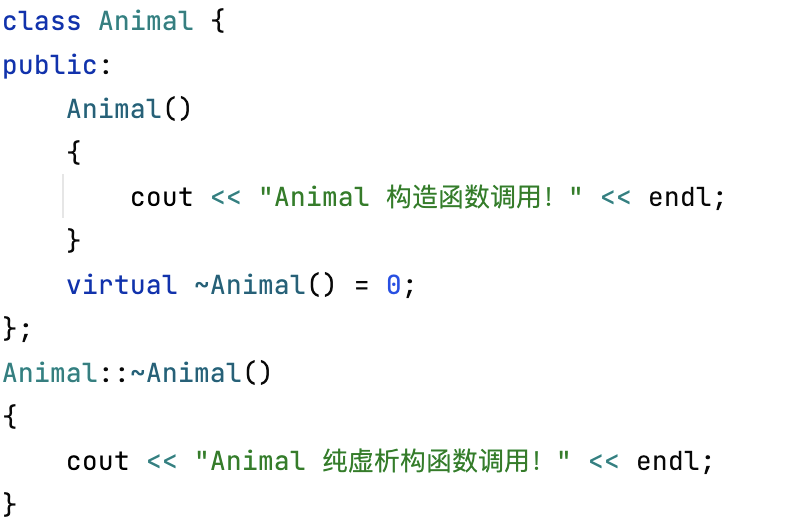 class Animal {
public:
    Animal()
    {
        cout << "Animal 构造函数调用！" << endl;
    }
    virtual ~Animal() = 0;
};
Animal::~Animal()
{
    cout << "Animal 纯虚析构函数调用！" << endl;
}